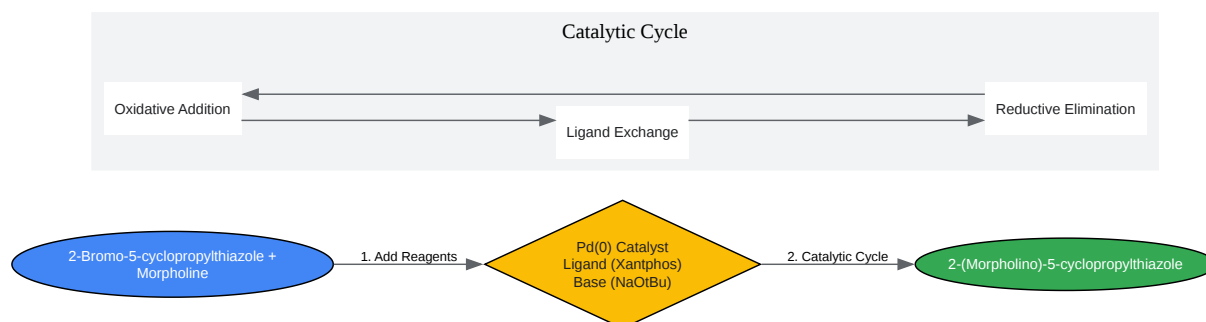 Catalytic Cycle
Oxidative Addition
Ligand Exchange
Reductive Elimination
2-Bromo-5-cyclopropylthiazole +
Morpholine
1. Add Reagents
Pd(0) Catalyst
Ligand (Xantphos)
Base (NaOtBu)
2. Catalytic Cycle
2-(Morpholino)-5-cyclopropylthiazole